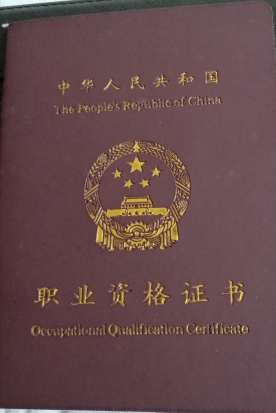 中华人民共和国
The People's Republic of China
职业资格证书
Occupational Qualification Certificate